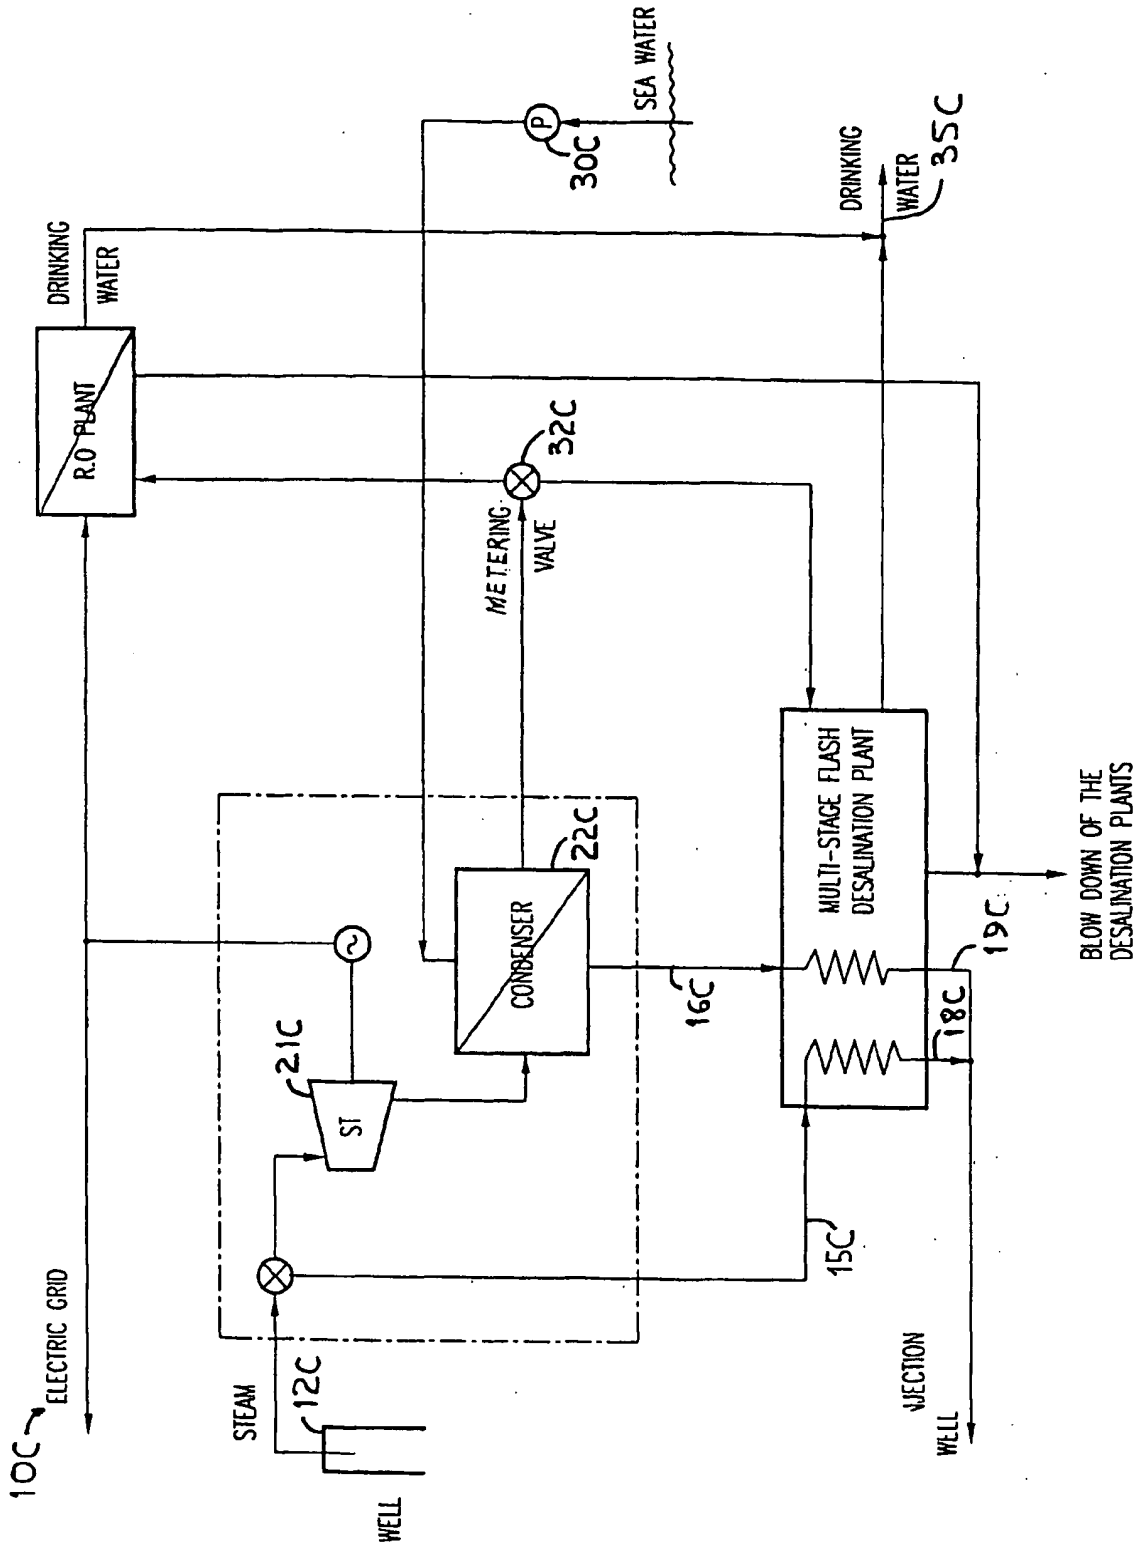 10C
ELECTRIC GRID
R.O PLANT
DRINKING
WATER
STEAM
12C
WELL
ST
21C
~
CONDENSER
22C
METERING
VALVE
32C
P
30C
SEA WATER
15C
16C
MULTI-STAGE FLASH
DESALINATION PLANT
DRINKING
WATER
35C
18C
19C
NJECTION
WELL
BLOW DOWN OF THE
DESALINATION PLANTS